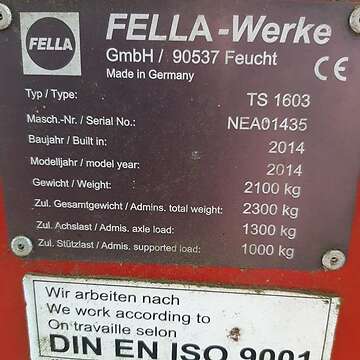 FELLA
FELLA-Werke
GmbH / 90537 Feucht
Made in Germany
CE
Typ / Type: TS 1603
Masch.-Nr. / Serial No.: NEA01435
Baujahr / Built in: 2014
Modelljahr / model year: 2014
Gewicht / Weight: 2100 kg
Zul. Gesamtgewicht / Admins. total weight: 2300 kg
Zul. Achslast / Admis. axle load: 1300 kg
Zul. Stützlast / Admis. supported load: 1000 kg
Wir arbeiten nach
We work according to
On travaille selon
DIN EN ISO 9001